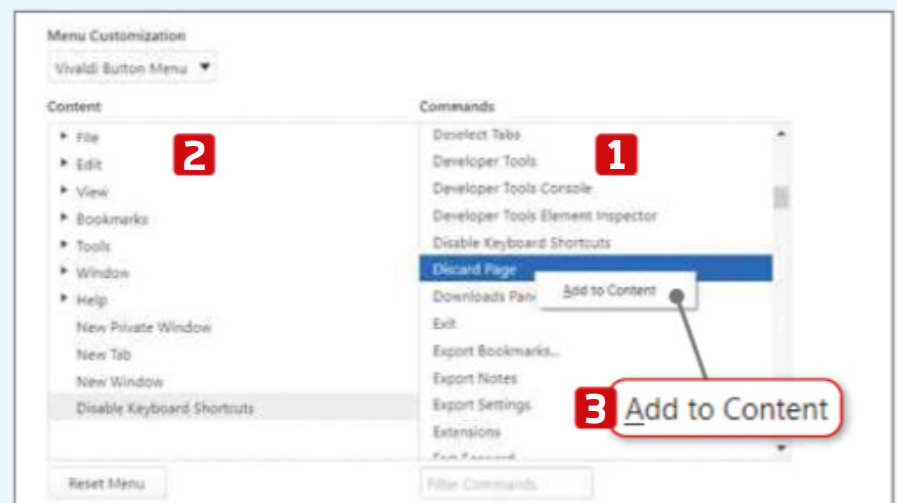 Menu Customization
Vivaldi Button Menu
Content
File
Edit
View
Bookmarks
Tools
Window
Help
New Private Window
New Tab
New Window
Disable Keyboard Shortcuts
Reset Menu
2
Commands
Deselect Tabs
Developer Tools
Developer Tools Console
Developer Tools Element Inspector
Disable Keyboard Shortcuts
Discard Page
Downloads Pan
Exit
Export Bookmarks...
Export Notes
Export Settings
Extensions
Filter Commands
1
Add to Content
3 Add to Content